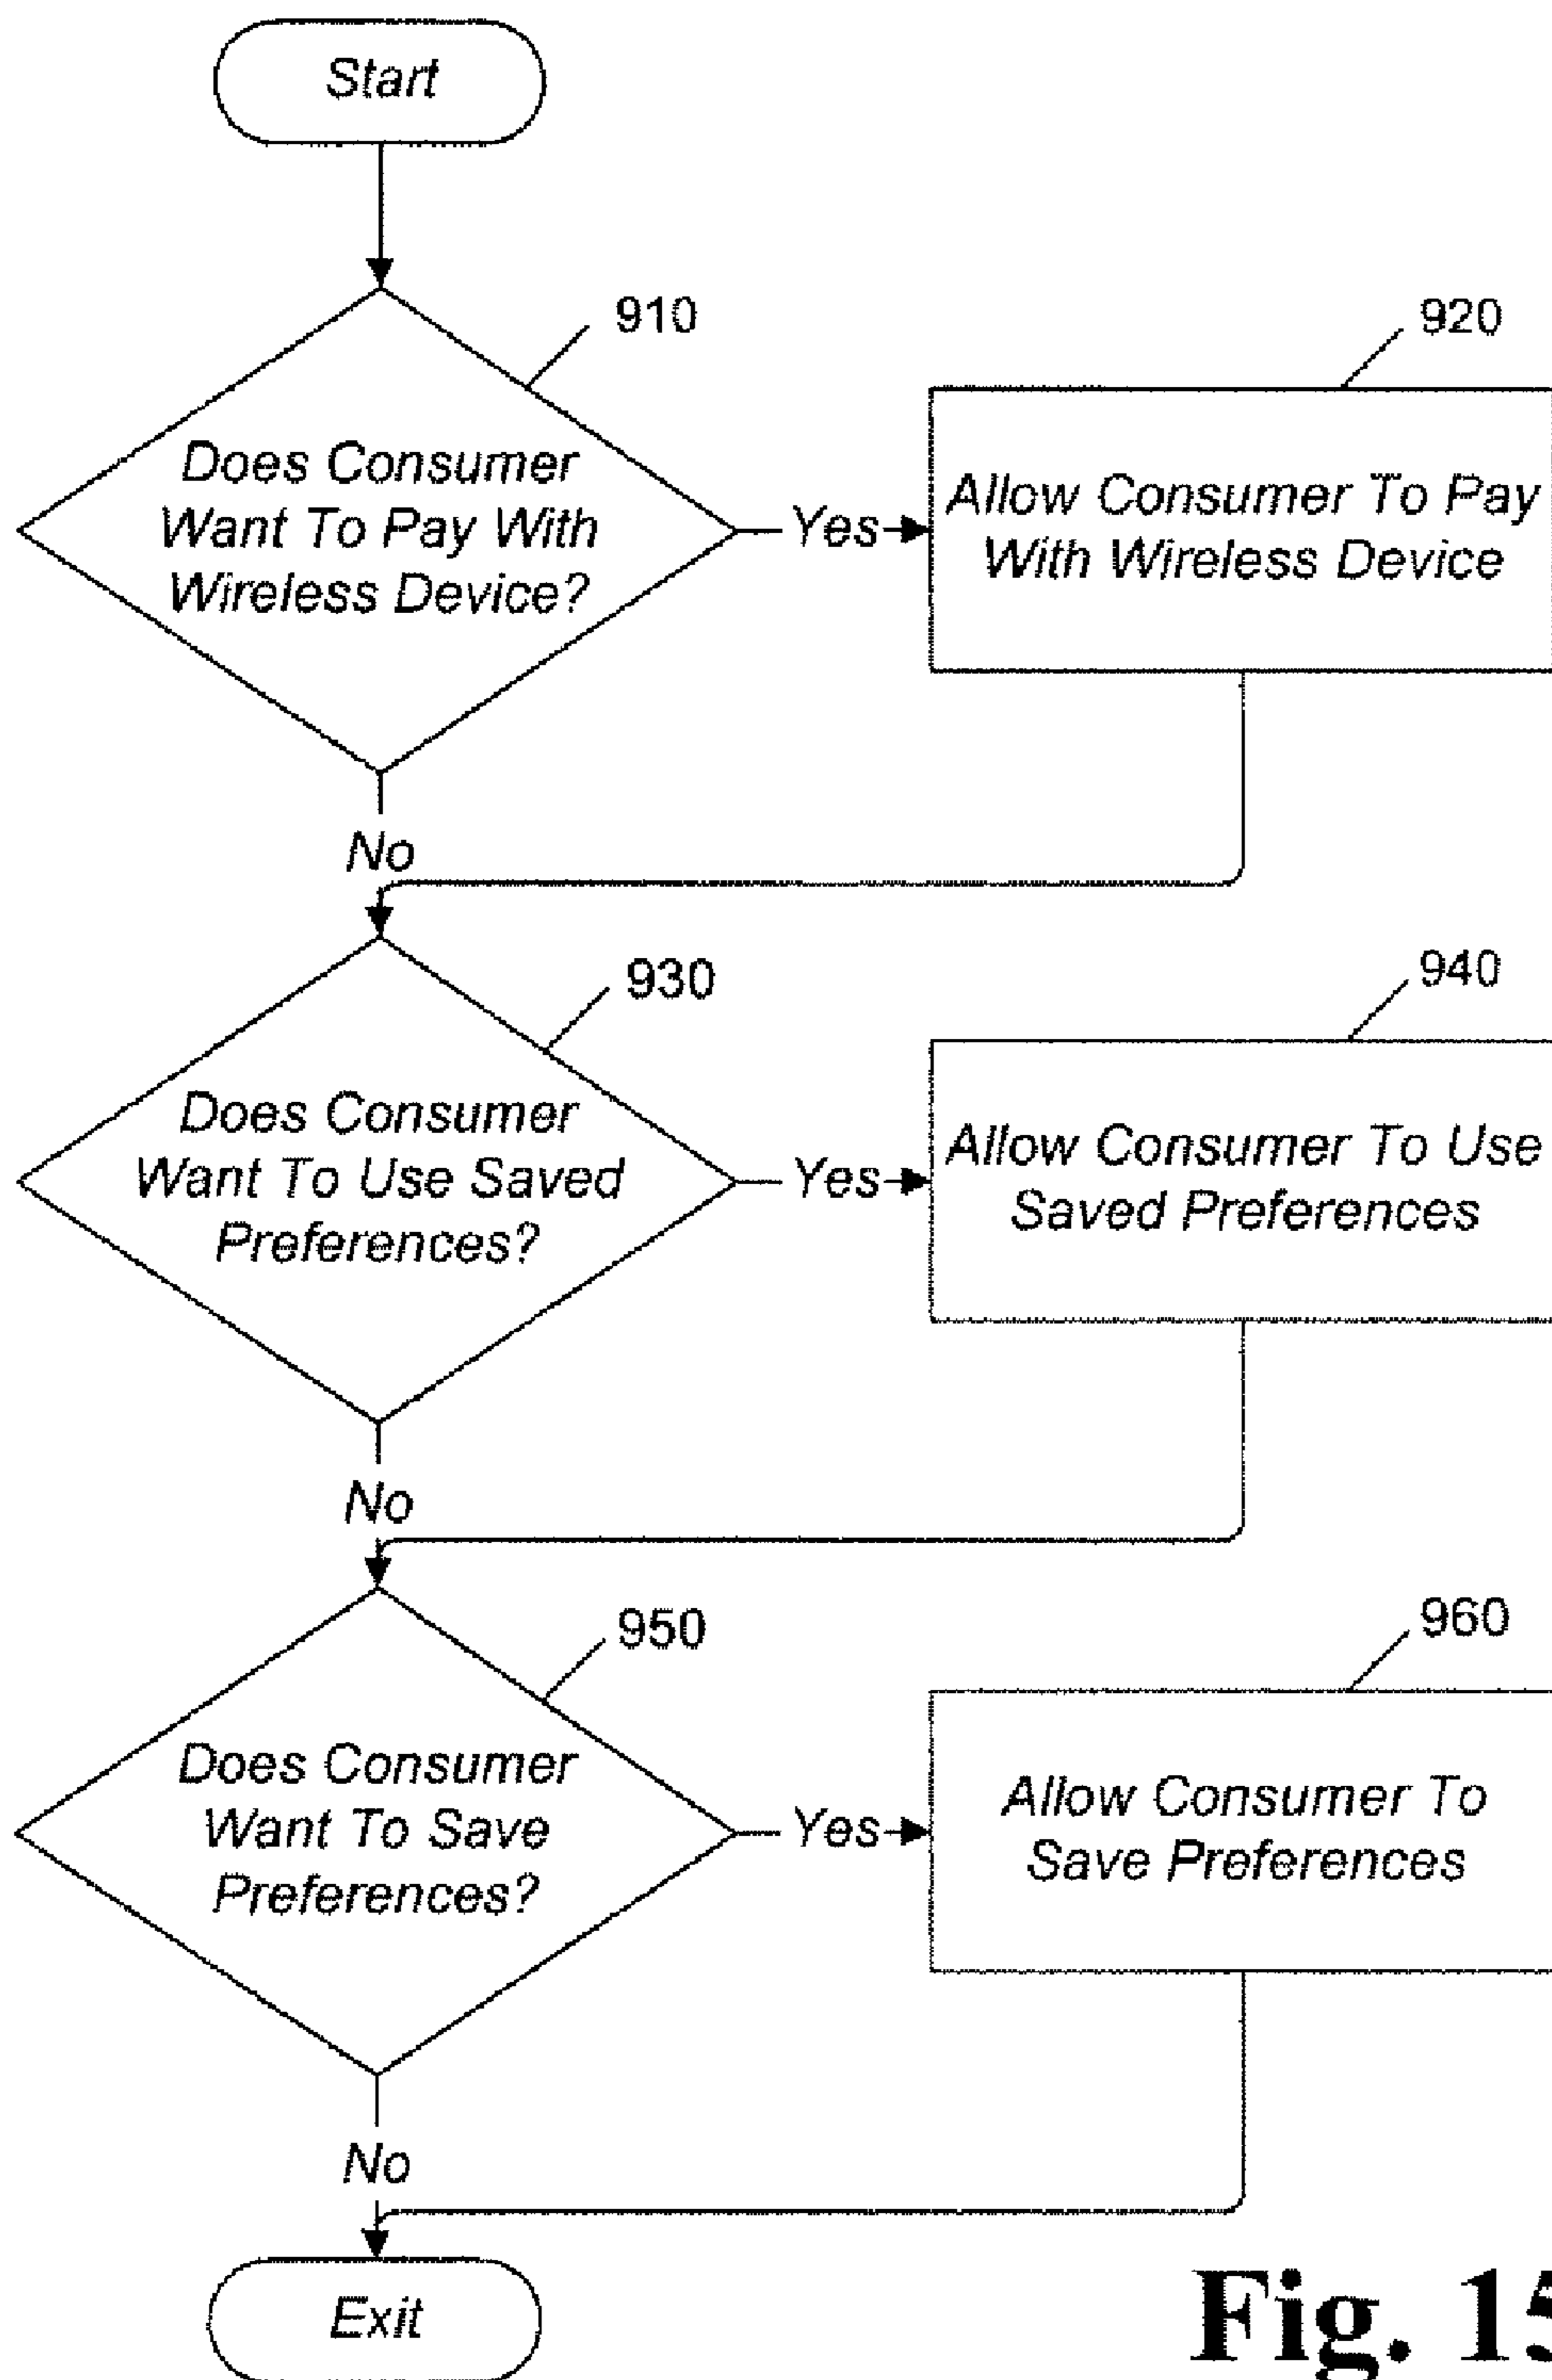 Start
910
Does Consumer
Want To Pay With
Wireless Device?
Yes
920
Allow Consumer To Pay
With Wireless Device
No
930
Does Consumer
Want To Use Saved
Preferences?
Yes
940
Allow Consumer To Use
Saved Preferences
No
950
Does Consumer
Want To Save
Preferences?
Yes
960
Allow Consumer To
Save Preferences
No
Exit
Fig. 15